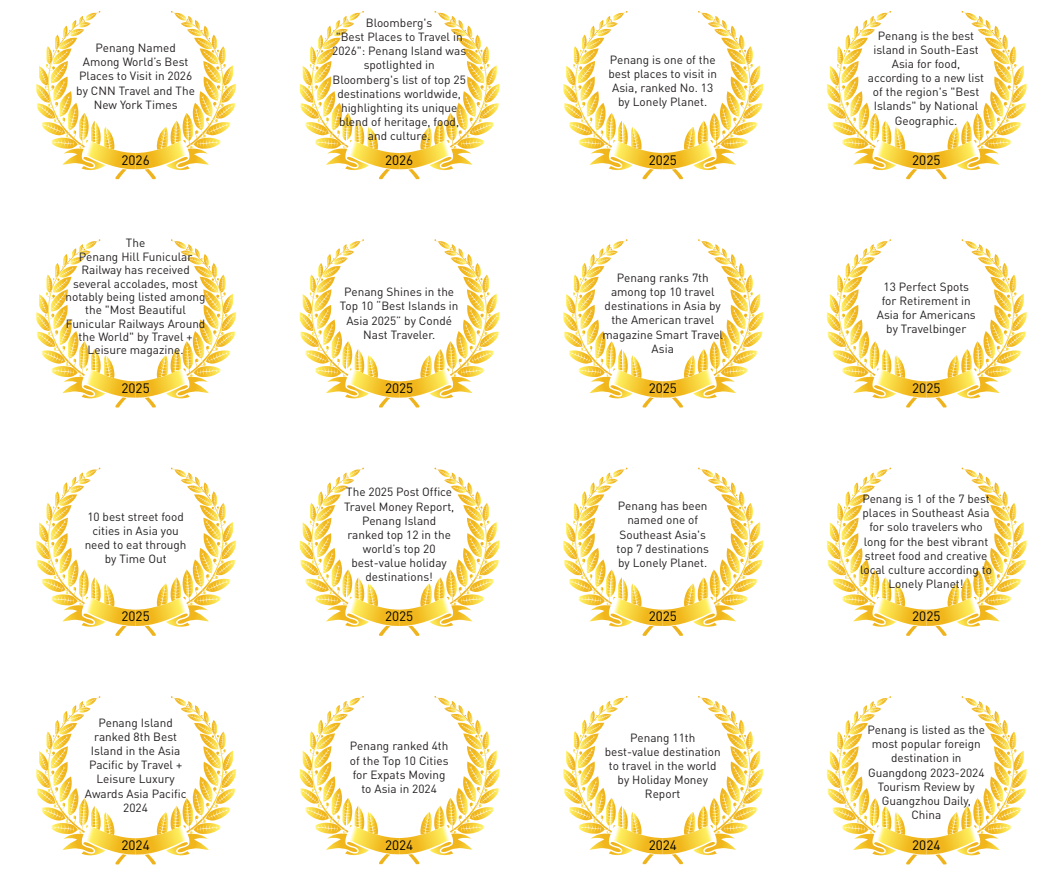 Penang Named
Among World's Best
Places to Visit in 2026
by CNN Travel and The
New York Times
2026
Bloomberg's
"Best Places to Travel in
2026": Penang Island was
spotlighted in
Bloomberg's list of top 25
destinations worldwide,
highlighting its unique
blend of heritage, food,
and culture.
2026
Penang is one of the
best places to visit in
Asia, ranked No. 13
by Lonely Planet.
2025
Penang is the best
island in South-East
Asia for food,
according to a new list
of the region's "Best
Islands" by National
Geographic.
2025
The
Penang Hill Funicular
Railway has received
several accolades, most
notably being listed among
the "Most Beautiful
Funicular Railways Around
the World" by Travel +
Leisure magazine.
2025
Penang Shines in the
Top 10 "Best Islands in
Asia 2025" by Condé
Nast Traveler.
2025
Penang ranks 7th
among top 10 travel
destinations in Asia by
the American travel
magazine Smart Travel
Asia
2025
13 Perfect Spots
for Retirement in
Asia for Americans
by Travelbinger
2025
10 best street food
cities in Asia you
need to eat through
by Time Out
2025
The 2025 Post Office
Travel Money Report,
Penang Island
ranked top 12 in the
world's top 20
best-value holiday
destinations!
2025
Penang has been
named one of
Southeast Asia's
top 7 destinations
by Lonely Planet.
2025
Penang is 1 of the 7 best
places in Southeast Asia
for solo travelers who
long for the best vibrant
street food and creative
local culture according to
Lonely Planet!
2025
Penang Island
ranked 8th Best
Island in the Asia
Pacific by Travel +
Leisure Luxury
Awards Asia Pacific
2024
2024
Penang ranked 4th
of the Top 10 Cities
for Expats Moving
to Asia in 2024
2024
Penang 11th
best-value destination
to travel in the world
by Holiday Money
Report
2024
Penang is listed as the
most popular foreign
destination in
Guangdong 2023-2024
Tourism Review by
Guangzhou Daily,
China
2024